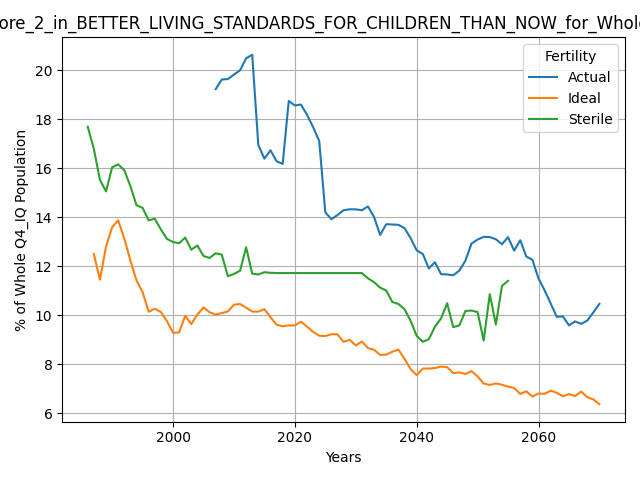 ore_2_in_BETTER_LIVING_STANDARDS_FOR_CHILDREN_THAN_NOW_for_Whole
Fertility
Actual
Ideal
Sterile
% of Whole Q4_IQ Population
20
18
16
14
12
10
8
6
2000 2020 2040 2060
Years